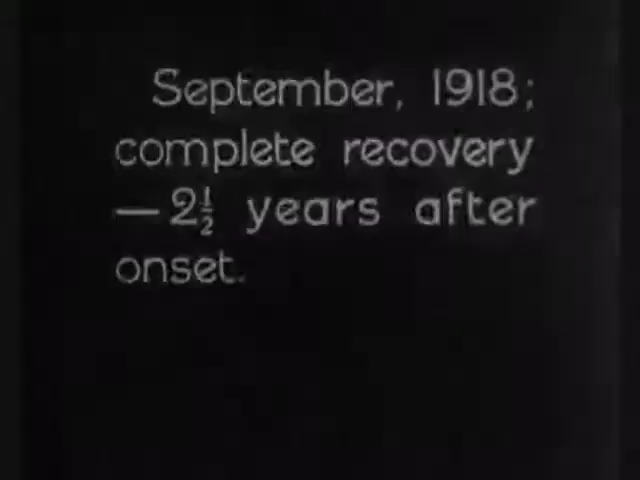 September, 1918;
complete recovery
— 2½ years after
onset.